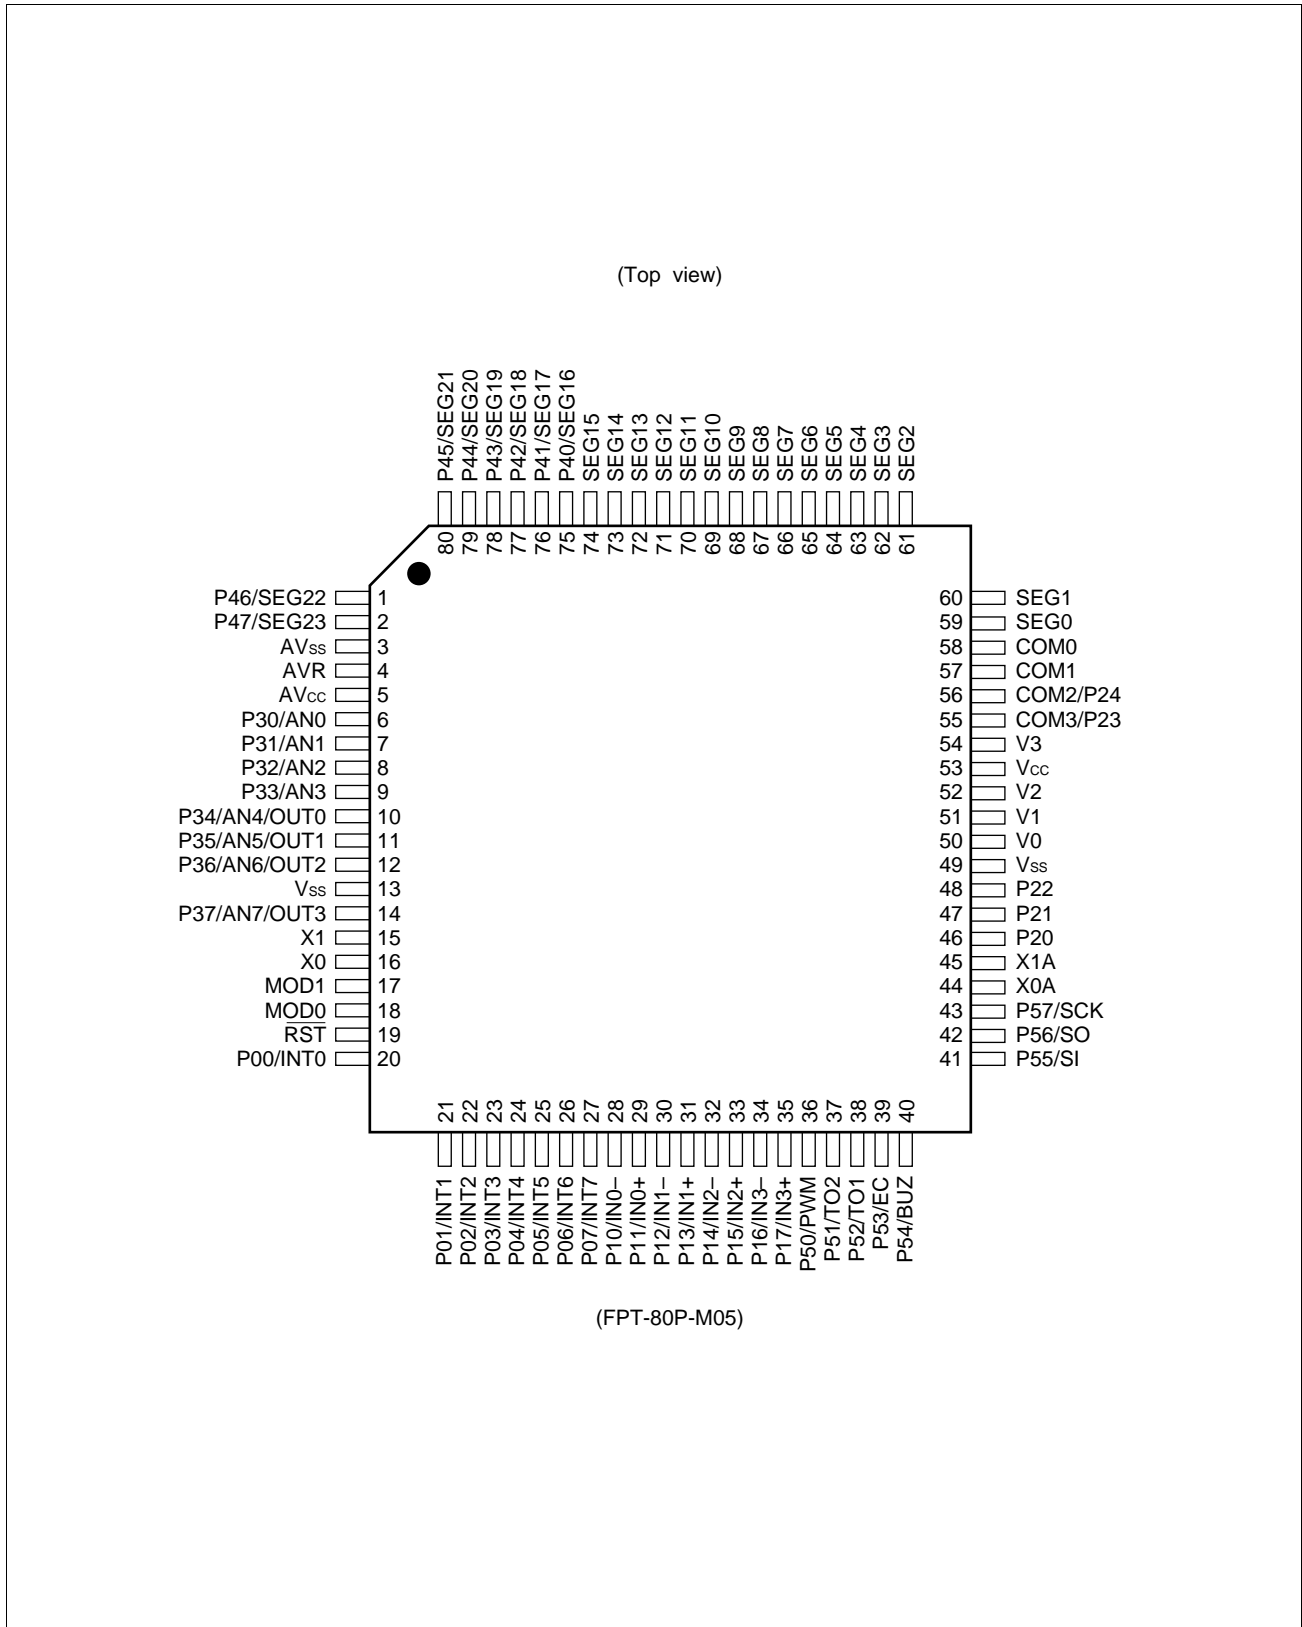 (Top view)
P45/SEG21
P44/SEG20
P43/SEG19
P42/SEG18
P41/SEG17
P40/SEG16
SEG15
SEG14
SEG13
SEG12
SEG11
SEG10
SEG9
SEG8
SEG7
SEG6
SEG5
SEG4
SEG3
SEG2
80
79
78
77
76
75
74
73
72
71
70
69
68
67
66
65
64
63
62
61
P46/SEG22 1
P47/SEG23 2
AVSS 3
AVR 4
AVCC 5
P30/AN0 6
P31/AN1 7
P32/AN2 8
P33/AN3 9
P34/AN4/OUT0 10
P35/AN5/OUT1 11
P36/AN6/OUT2 12
VSS 13
P37/AN7/OUT3 14
X1 15
X0 16
MOD1 17
MOD0 18
R̅S̅T̅ 19
P00/INT0 20
60 SEG1
59 SEG0
58 COM0
57 COM1
56 COM2/P24
55 COM3/P23
54 V3
53 VCC
52 V2
51 V1
50 V0
49 VSS
48 P22
47 P21
46 P20
45 X1A
44 X0A
43 P57/SCK
42 P56/SO
41 P55/SI
21
22
23
24
25
26
27
28
29
30
31
32
33
34
35
36
37
38
39
40
P01/INT1
P02/INT2
P03/INT3
P04/INT4
P05/INT5
P06/INT6
P07/INT7
P10/IN0–
P11/IN0+
P12/IN1–
P13/IN1+
P14/IN2–
P15/IN2+
P16/IN3–
P17/IN3+
P50/PWM
P51/TO2
P52/TO1
P53/EC
P54/BUZ
(FPT-80P-M05)